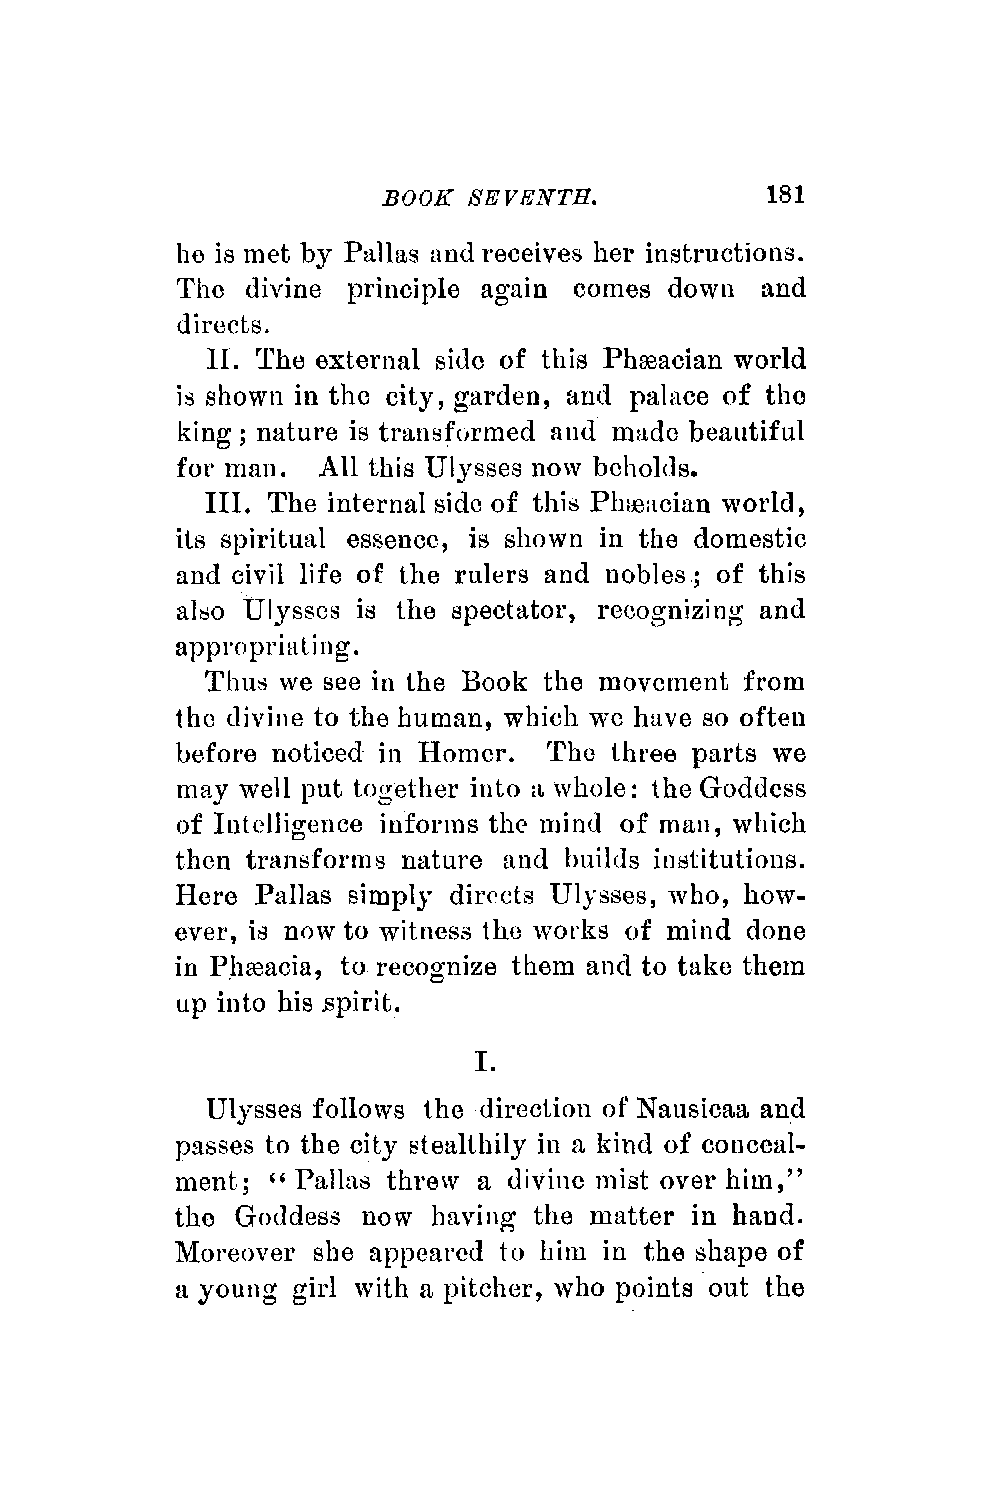 BOOK SEVENTH. 181
he is met by Pallas and receives her instructions.
The divine principle again comes down and
directs.
II. The external side of this Phæacian world
is shown in the city, garden, and palace of the
king; nature is transformed and made beautiful
for man. All this Ulysses now beholds.
III. The internal side of this Phæacian world,
its spiritual essence, is shown in the domestic
and civil life of the rulers and nobles; of this
also Ulysses is the spectator, recognizing and
appropriating.
Thus we see in the Book the movement from
the divine to the human, which we have so often
before noticed in Homer. The three parts we
may well put together into a whole: the Goddess
of Intelligence informs the mind of man, which
then transforms nature and builds institutions.
Here Pallas simply directs Ulysses, who, how-
ever, is now to witness the works of mind done
in Phæacia, to recognize them and to take them
up into his spirit.
I.
Ulysses follows the direction of Nausicaa and
passes to the city stealthily in a kind of conceal-
ment; “Pallas threw a divine mist over him,”
the Goddess now having the matter in hand.
Moreover she appeared to him in the shape of
a young girl with a pitcher, who points out the